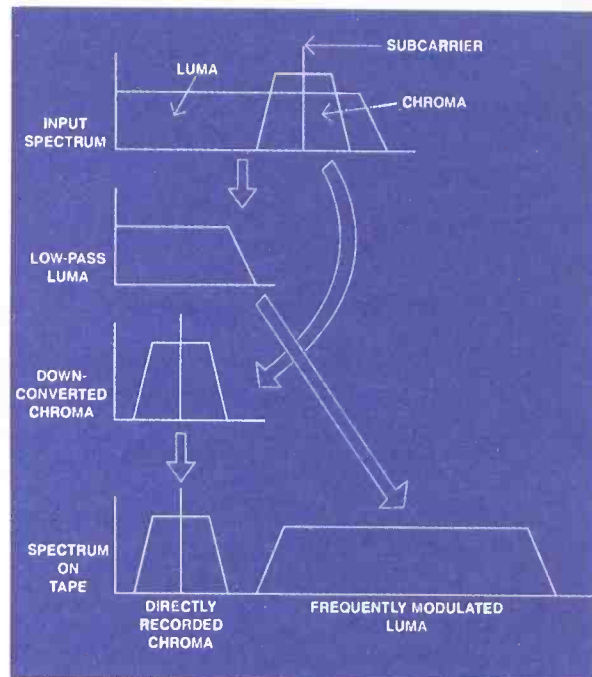 SUBCARRIER
LUMA
CHROMA
INPUT
SPECTRUM
LOW-PASS
LUMA
DOWN-
CONVERTED
CHROMA
SPECTRUM
ON
TAPE
DIRECTLY
RECORDED
CHROMA
FREQUENTLY MODULATED
LUMA